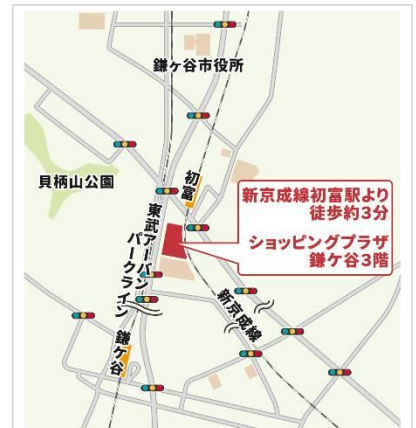 鎌ヶ谷市役所
貝柄山公園
初富
新京成線初富駅より
徒歩約3分
ショッピングプラザ
鎌ケ谷3階
東武アーバン
パークライン
新京成線
鎌ケ谷